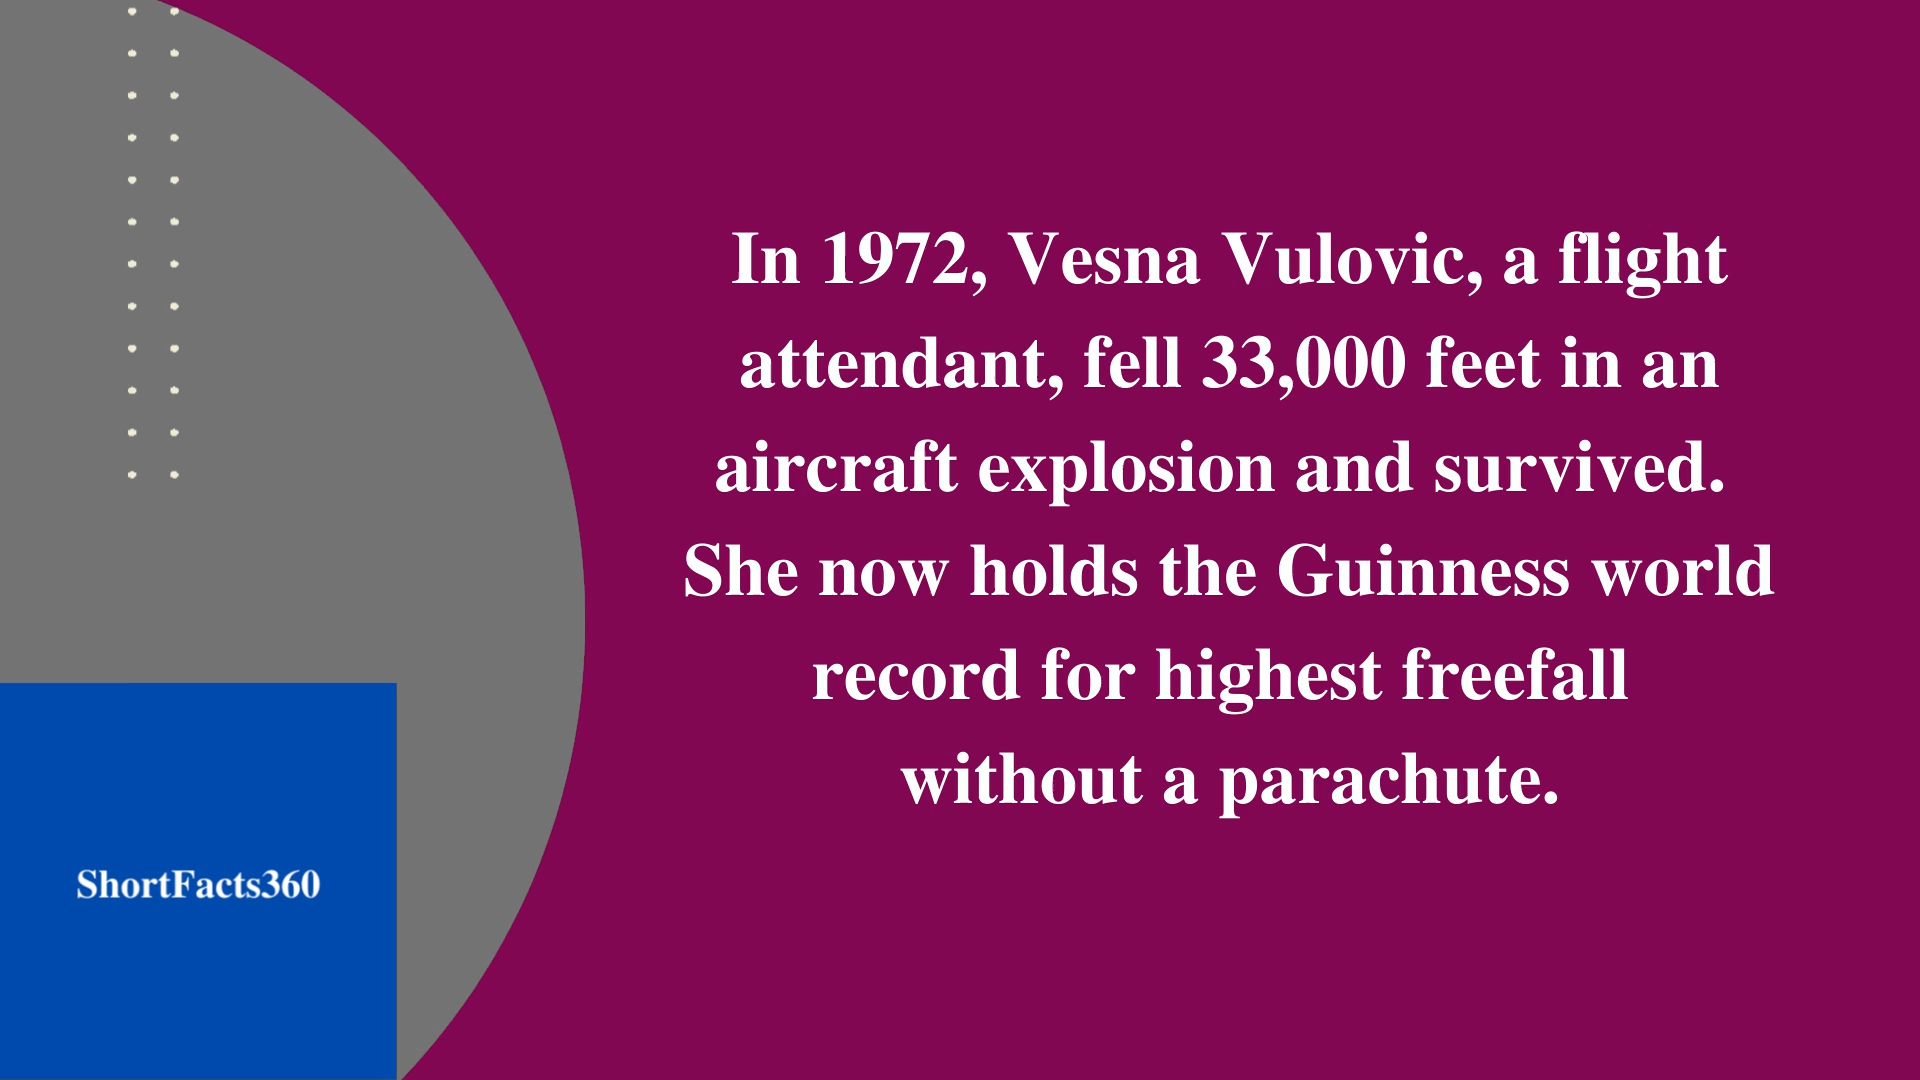 In 1972, Vesna Vulovic, a flight
attendant, fell 33,000 feet in an
aircraft explosion and survived.
She now holds the Guinness world
record for highest freefall
without a parachute.
ShortFacts360